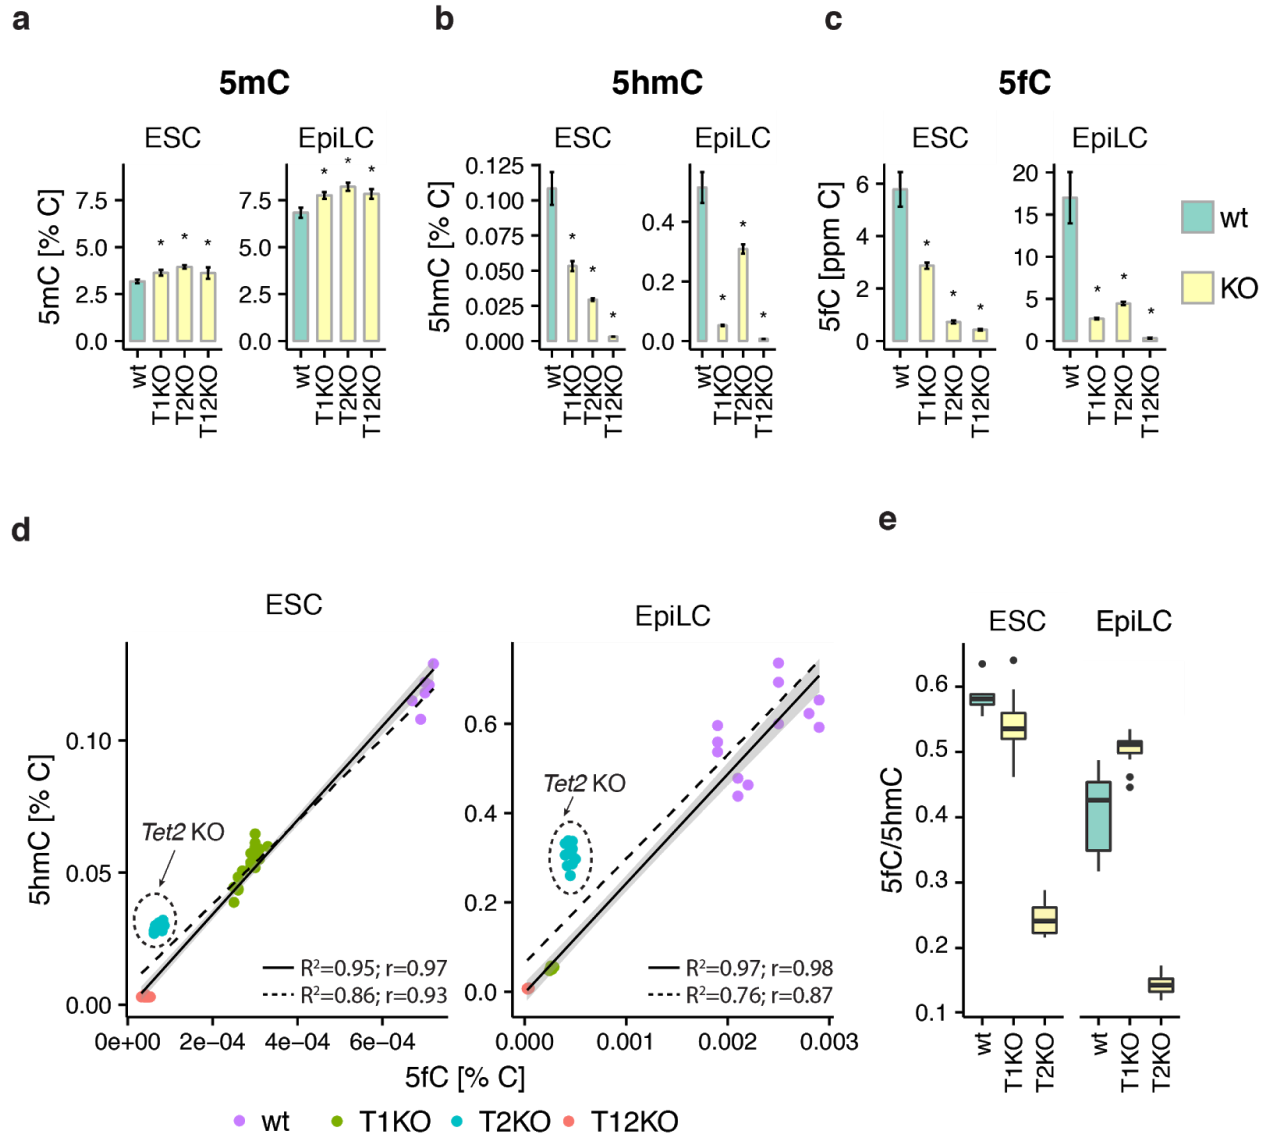 a
b
c
5mC
5hmC
5fC
ESC
EpiLC
ESC
EpiLC
ESC
EpiLC
5mC [% C]
7.5
5.0
2.5
0.0
* * *
wt
T1KO
T2KO
T12KO
7.5
5.0
2.5
0.0
* * *
wt
T1KO
T2KO
T12KO
5hmC [% C]
0.125
0.100
0.075
0.050
0.025
0.000
* * *
wt
T1KO
T2KO
T12KO
0.4
0.2
0.0
* * *
wt
T1KO
T2KO
T12KO
5fC [ppm C]
6
4
2
0
* * *
wt
T1KO
T2KO
T12KO
20
15
10
5
0
* * *
wt
T1KO
T2KO
T12KO
wt
KO
d
ESC
5hmC [% C]
0.10
0.05
0.00
Tet2 KO
R²=0.95; r=0.97
R²=0.86; r=0.93
0e+00 2e−04 4e−04 6e−04
EpiLC
0.6
0.4
0.2
0.0
Tet2 KO
R²=0.97; r=0.98
R²=0.76; r=0.87
0.000 0.001 0.002 0.003
5fC [% C]
wt T1KO T2KO T12KO
e
ESC EpiLC
5fC/5hmC
0.6
0.5
0.4
0.3
0.2
0.1
wt
T1KO
T2KO
wt
T1KO
T2KO